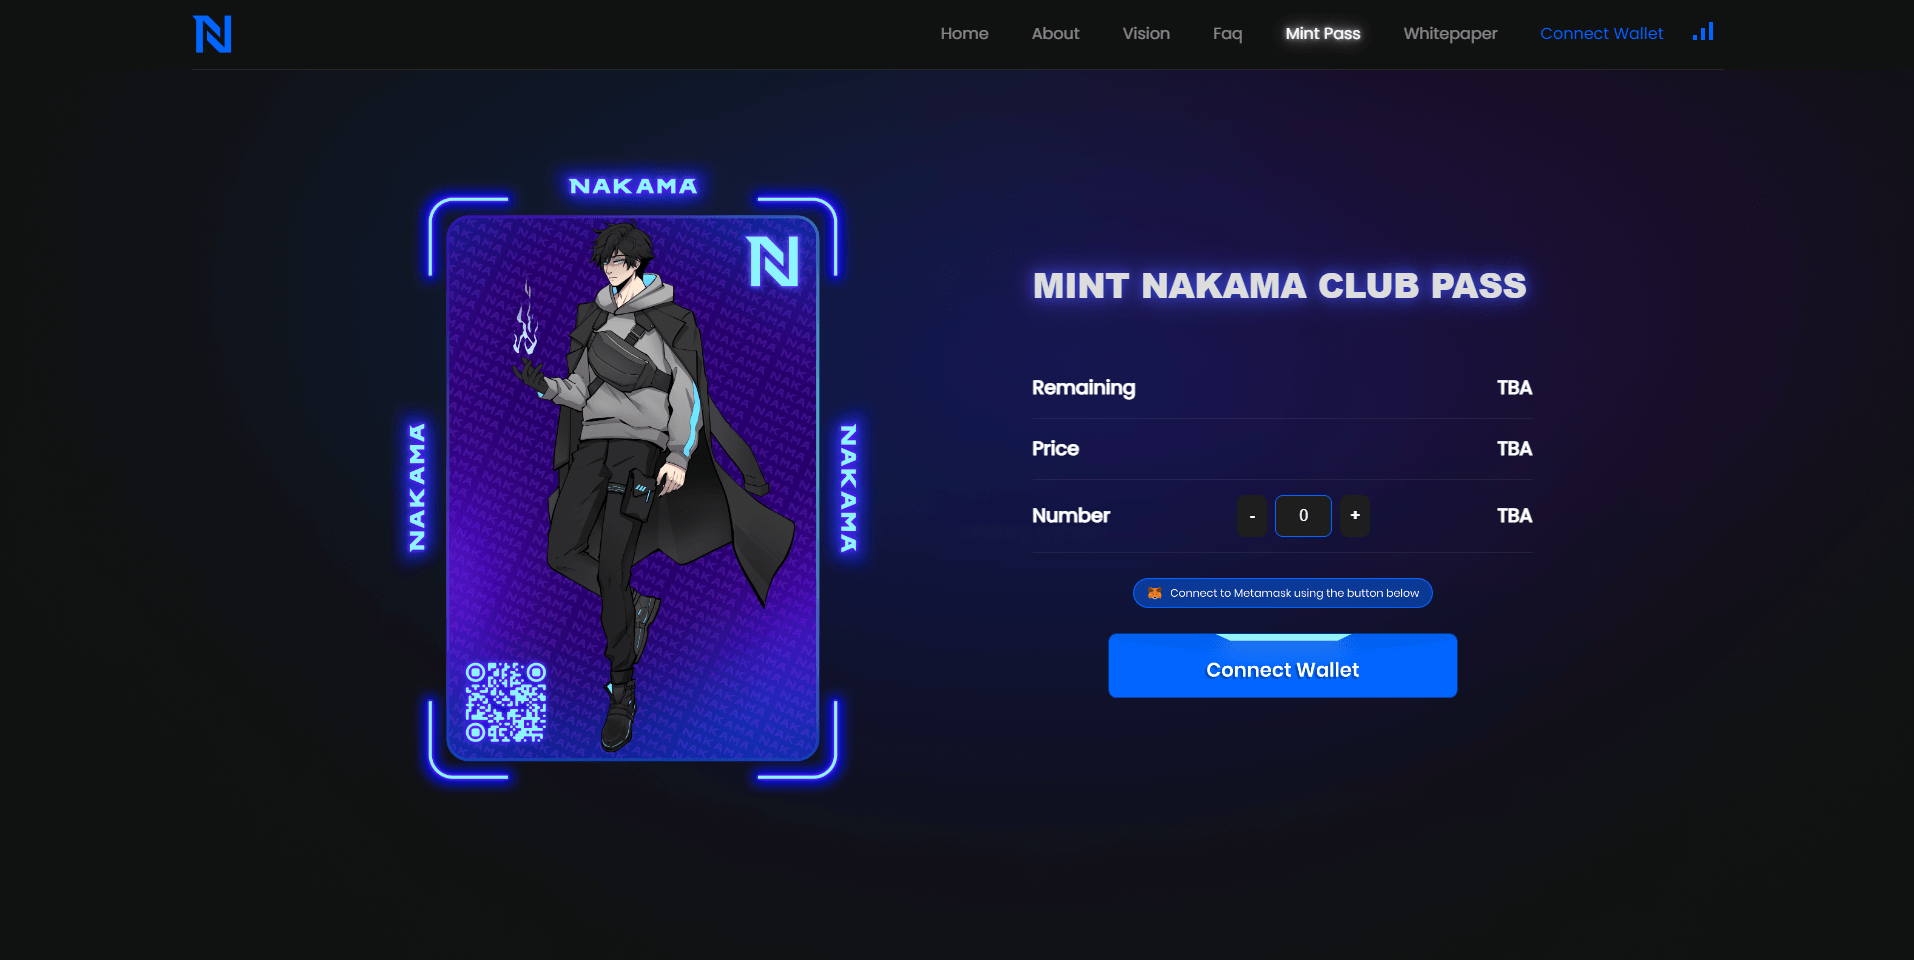 N
Home About Vision Faq Mint Pass Whitepaper Connect Wallet
NAKAMA
NAKAMA
NAKAMA
N
MINT NAKAMA CLUB PASS
Remaining TBA
Price TBA
Number - 0 + TBA
Connect to Metamask using the button below
Connect Wallet